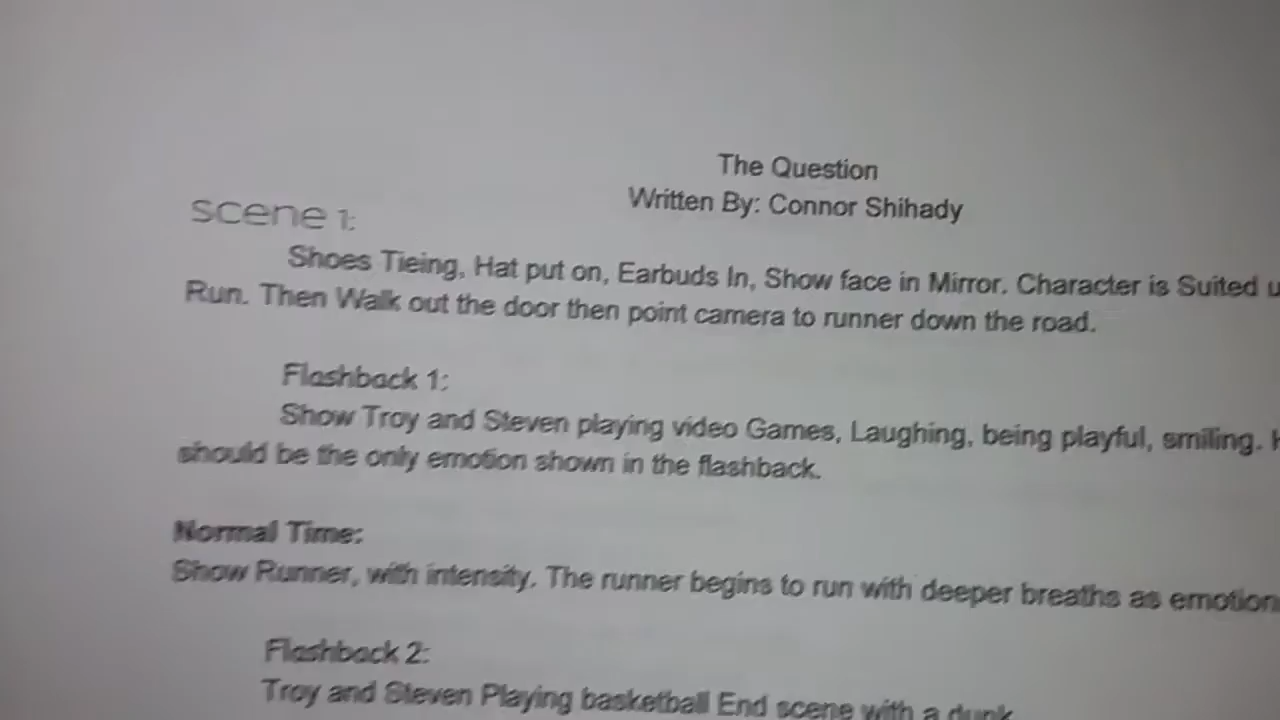 The Question
Written By: Connor Shihady
scene 1:
Shoes Tieing, Hat put on, Earbuds In, Show face in Mirror. Character is Suited
Run. Then Walk out the door then point camera to runner down the road.
Flashback 1:
Show Troy and Steven playing video Games, Laughing, being playful, smiling.
should be the only emotion shown in the flashback.
Normal Time:
Show Runner, with intensity. The runner begins to run with deeper breaths as emotion
Flashback 2:
Troy and Steven Playing basketball End scene with a dunk